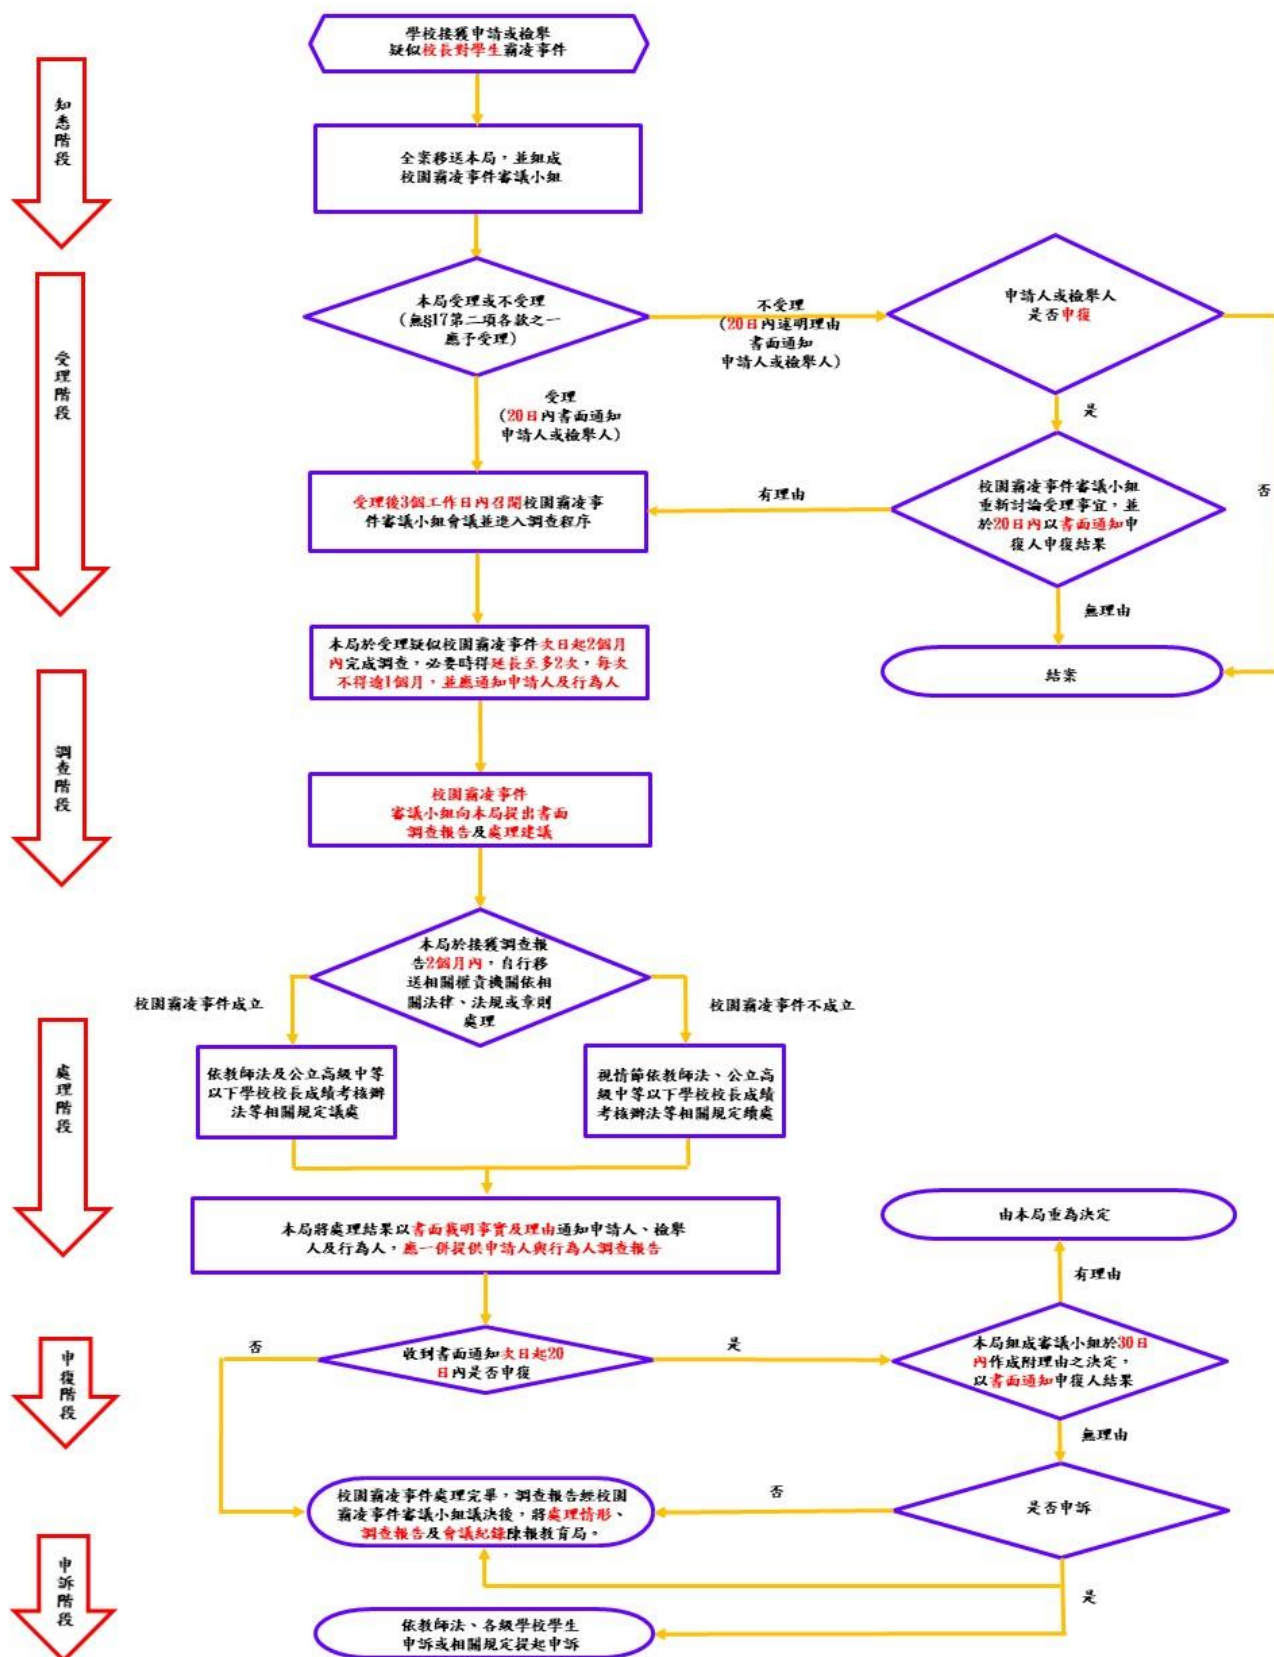 學校接獲申請或檢舉
疑似校長對學生霸凌事件
知悉階段
全案移送本局，並組成
校園霸凌事件審議小組
受理階段
本局受理或不受理
(無§17第二項各款之一
應予受理)
不受理
(20日內述明理由
書面通知
申請人或檢舉人)
申請人或檢舉人
是否申復
受理
(20日內書面通知
申請人或檢舉人)
是
否
受理後3個工作日內召開校園霸凌事
件審議小組會議並進入調查程序
有理由
校園霸凌事件審議小組
重新討論受理事宜，並
於20日內以書面通知申
復人申復結果
無理由
結案
本局於受理疑似校園霸凌事件次日起2個月
內完成調查，必要時得延長至多2次，每次
不得逾1個月，並應通知申請人及行為人
調查階段
校園霸凌事件
審議小組向本局提出書面
調查報告及處理建議
本局於接獲調查報
告2個月內，自行移
送相關權責機關依相
關法律、法規或章則
處理
校園霸凌事件成立
校園霸凌事件不成立
處理階段
依教師法及公立高級中等
以下學校校長成績考核辦
法等相關規定議處
視情節依教師法、公立高
級中等以下學校校長成績
考核辦法等相關規定續處
本局將處理結果以書面載明事實及理由通知申請人、檢舉
人及行為人，應一併提供申請人與行為人調查報告
由本局重為決定
有理由
申復階段
否
收到書面通知次日起20
日內是否申復
是
本局組成審議小組於30日
內作成附理由之決定，
以書面通知申復人結果
無理由
校園霸凌事件處理完畢，調查報告經校園
霸凌事件審議小組議決後，將處理情形、
調查報告及會議紀錄陳報教育局。
否
是否申訴
申訴階段
是
依教師法、各級學校學生
申訴或相關規定提起申訴